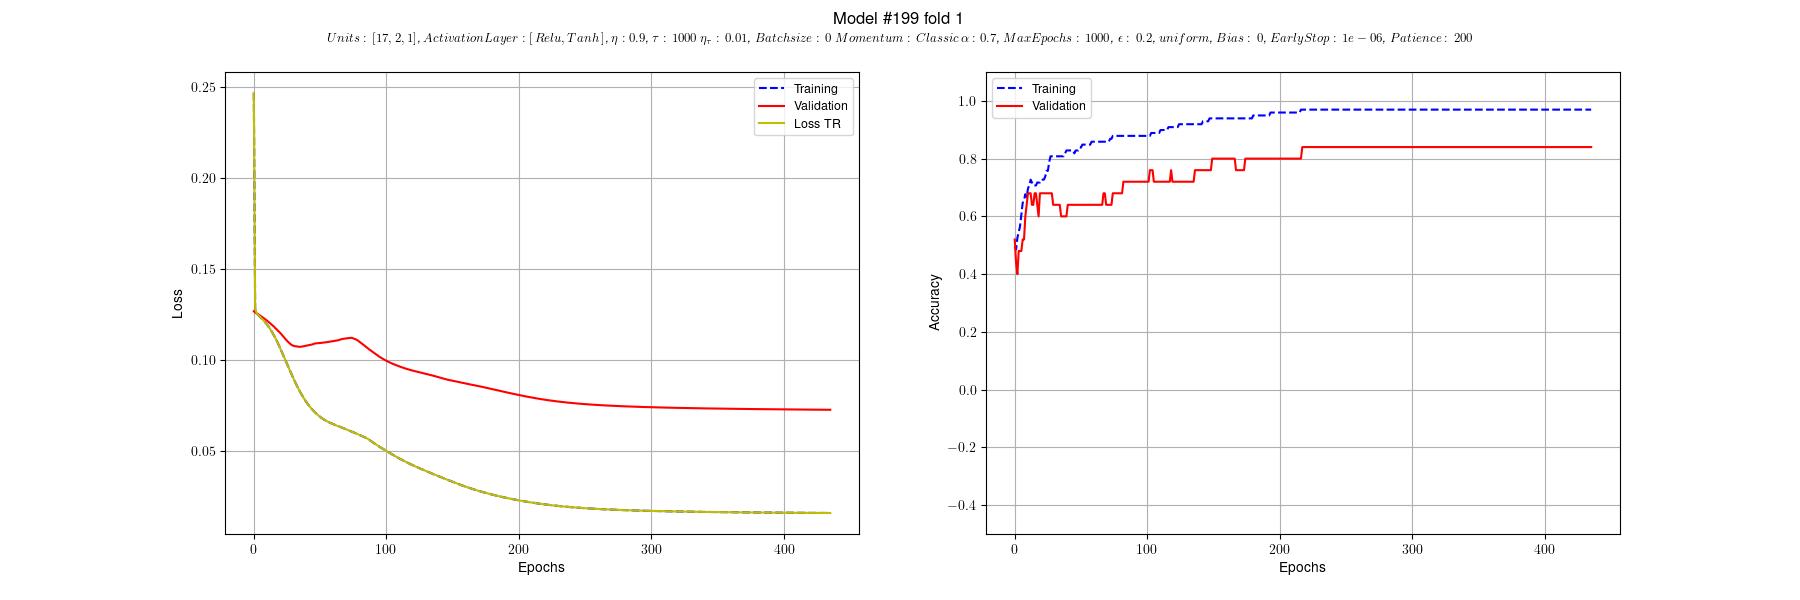 Model #199 fold 1
Units : [17, 2, 1], ActivationLayer : [Relu, Tanh], η : 0.9, τ : 1000 ητ : 0.01, Batchsize : 0 Momentum : Classic α : 0.7, MaxEpochs : 1000, ϵ : 0.2, uniform, Bias : 0, EarlyStop : 1e − 06, Patience : 200
Loss
0.25
0.20
0.15
0.10
0.05
Training
Validation
Loss TR
0 100 200 300 400
Epochs
Accuracy
1.0
0.8
0.6
0.4
0.2
0.0
−0.2
−0.4
Training
Validation
0 100 200 300 400
Epochs